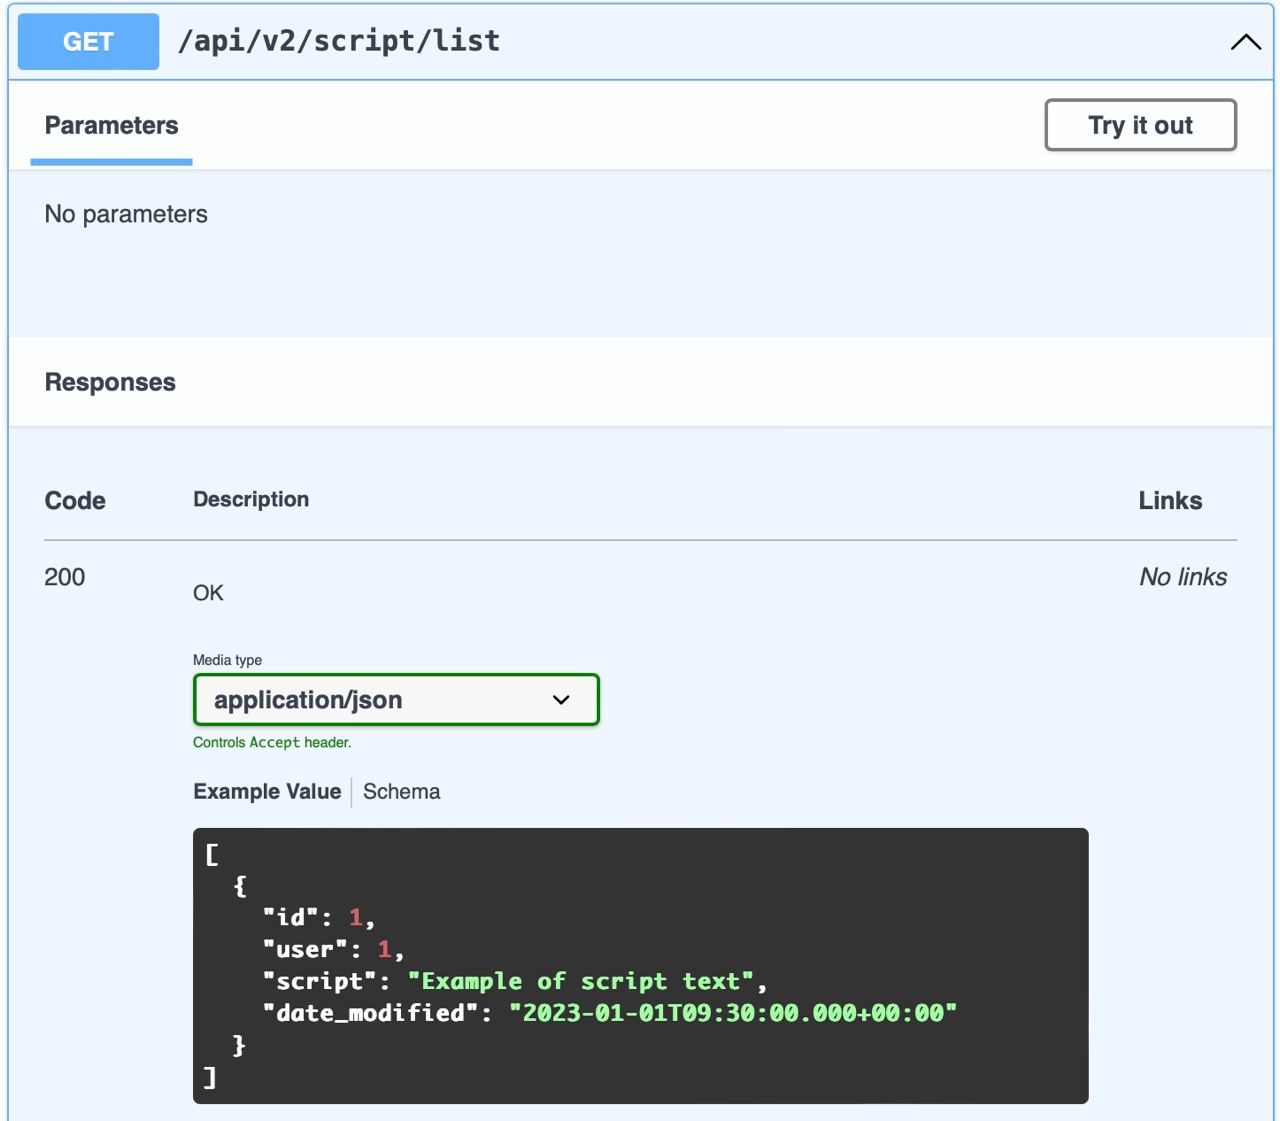 GET /api/v2/script/list
Parameters
Try it out
No parameters
Responses
Code Description Links
200 OK No links
Media type
application/json
Controls Accept header.
Example Value Schema
[
  {
    "id": 1,
    "user": 1,
    "script": "Example of script text",
    "date_modified": "2023-01-01T09:30:00.000+00:00"
  }
]